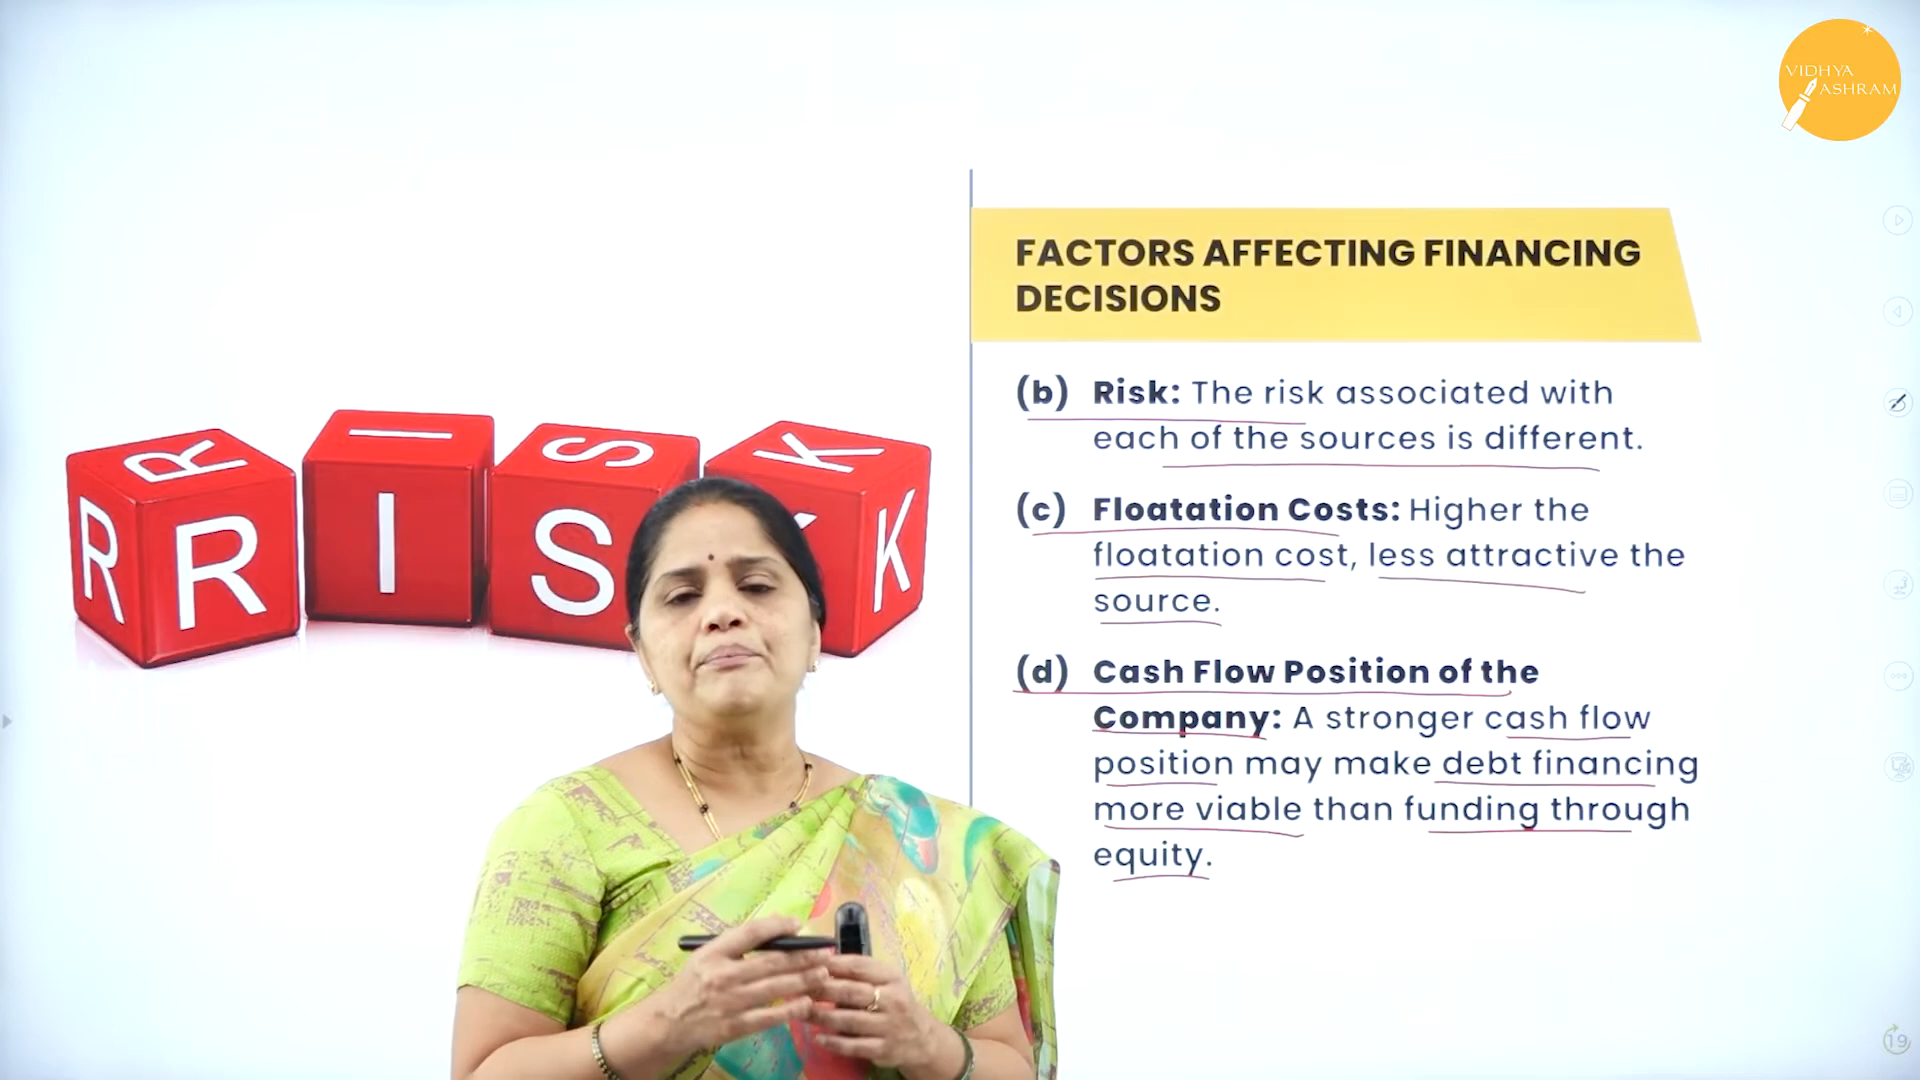 VIDHYA
ASHRAM
FACTORS AFFECTING FINANCING
DECISIONS
(b) Risk: The risk associated with
each of the sources is different.
(c) Floatation Costs: Higher the
floatation cost, less attractive the
source.
(d) Cash Flow Position of the
Company: A stronger cash flow
position may make debt financing
more viable than funding through
equity.
R I S K
R R I S K K
19